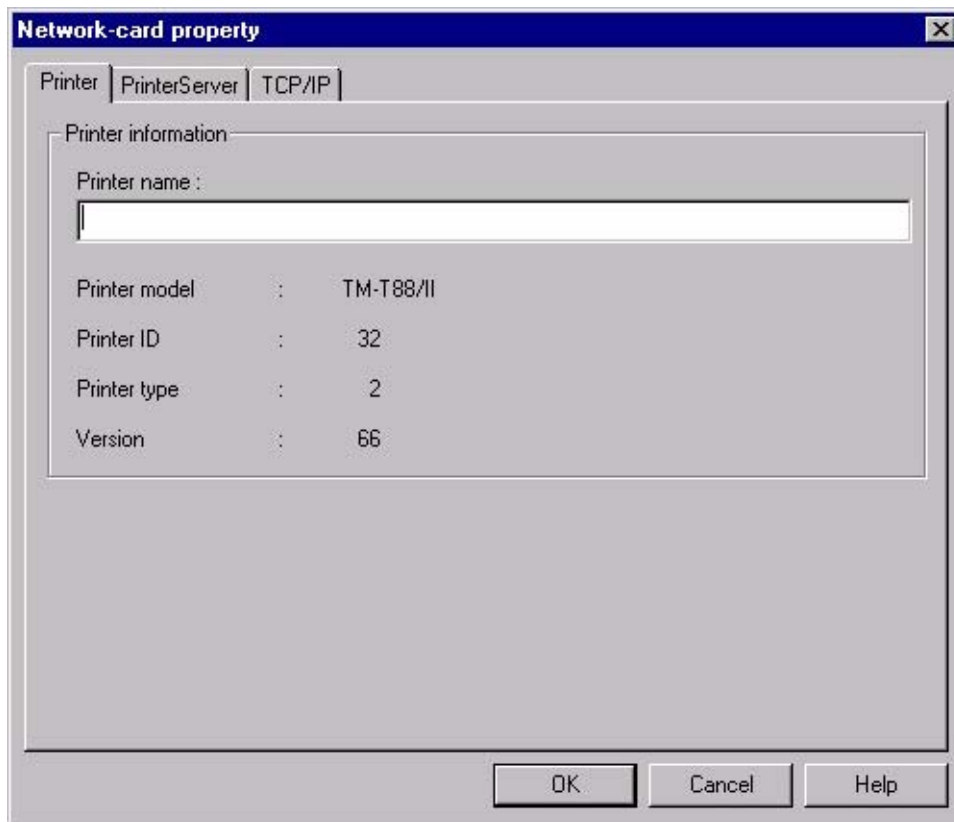 Network-card property
Printer PrinterServer TCP/IP
Printer information
Printer name :
Printer model : TM-T88/II
Printer ID : 32
Printer type : 2
Version : 66
OK Cancel Help